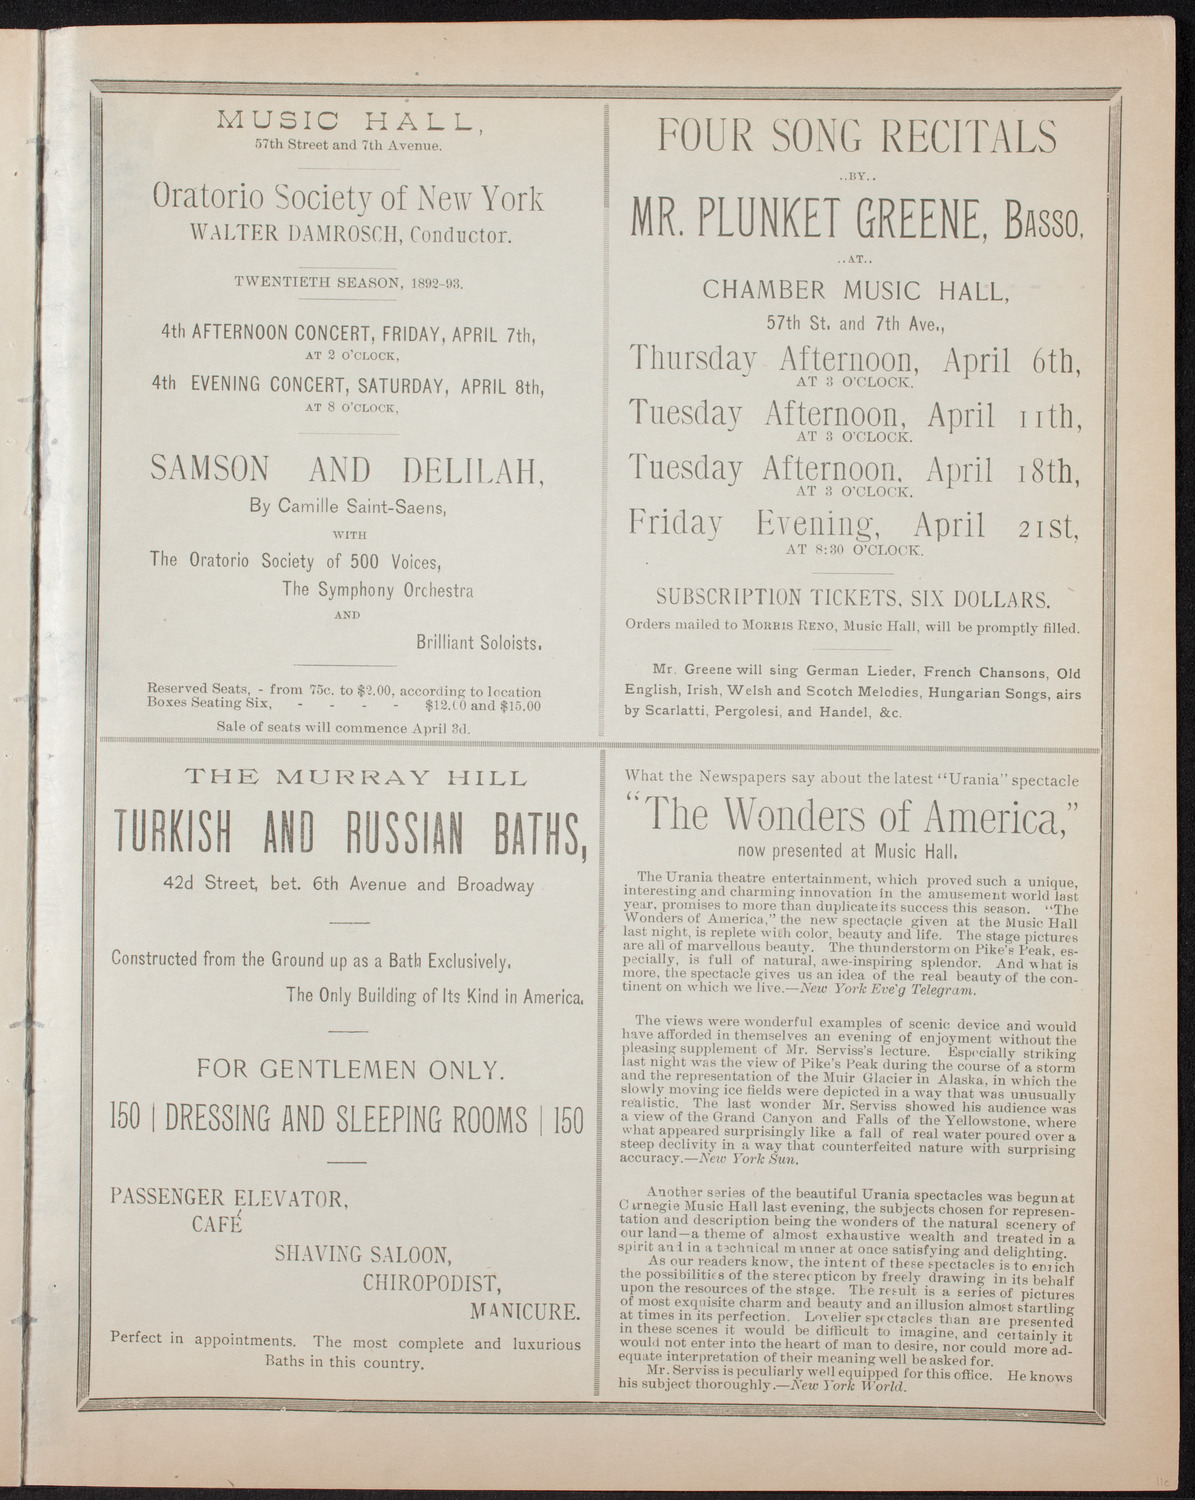 MUSIC HALL,
57th Street and 7th Avenue.
Oratorio Society of New York
WALTER DAMROSCH, Conductor.
TWENTIETH SEASON, 1892-93.
4th AFTERNOON CONCERT, FRIDAY, APRIL 7th,
AT 2 O'CLOCK,
4th EVENING CONCERT, SATURDAY, APRIL 8th,
AT 8 O'CLOCK,
SAMSON AND DELILAH,
By Camille Saint-Saens,
WITH
The Oratorio Society of 500 Voices,
The Symphony Orchestra
AND
Brilliant Soloists.
Reserved Seats, - from 75c. to $2.00, according to location
Boxes Seating Six, - - - - $12.00 and $15.00
Sale of seats will commence April 3d.
FOUR SONG RECITALS
..BY..
MR. PLUNKET GREENE, BASSO,
..AT..
CHAMBER MUSIC HALL,
57th St. and 7th Ave.,
Thursday Afternoon, April 6th,
AT 3 O'CLOCK.
Tuesday Afternoon, April 11th,
AT 3 O'CLOCK.
Tuesday Afternoon, April 18th,
AT 3 O'CLOCK.
Friday Evening, April 21st,
AT 8:30 O'CLOCK.
SUBSCRIPTION TICKETS, SIX DOLLARS.
Orders mailed to MORRIS RENO, Music Hall, will be promptly filled.
Mr. Greene will sing German Lieder, French Chansons, Old
English, Irish, Welsh and Scotch Melodies, Hungarian Songs, airs
by Scarlatti, Pergolesi, and Handel, &c.
THE MURRAY HILL
TURKISH AND RUSSIAN BATHS,
42d Street, bet. 6th Avenue and Broadway
Constructed from the Ground up as a Bath Exclusively.
The Only Building of Its Kind in America.
FOR GENTLEMEN ONLY.
150 | DRESSING AND SLEEPING ROOMS | 150
PASSENGER ELEVATOR,
CAFÉ
SHAVING SALOON,
CHIROPODIST,
MANICURE.
Perfect in appointments. The most complete and luxurious
Baths in this country.
What the Newspapers say about the latest "Urania" spectacle
"The Wonders of America,"
now presented at Music Hall.
The Urania theatre entertainment, which proved such a unique,
interesting and charming innovation in the amusement world last
year, promises to more than duplicate its success this season. "The
Wonders of America," the new spectacle given at the Music Hall
last night, is replete with color, beauty and life. The stage pictures
are all of marvellous beauty. The thunderstorm on Pike's Peak, es-
pecially, is full of natural, awe-inspiring splendor. And what is
more, the spectacle gives us an idea of the real beauty of the con-
tinent on which we live.—New York Eve'g Telegram.
The views were wonderful examples of scenic device and would
have afforded in themselves an evening of enjoyment without the
pleasing supplement of Mr. Serviss's lecture. Especially striking
last night was the view of Pike's Peak during the course of a storm
and the representation of the Muir Glacier in Alaska, in which the
slowly moving ice fields were depicted in a way that was unusually
realistic. The last wonder Mr. Serviss showed his audience was
a view of the Grand Canyon and Falls of the Yellowstone, where
what appeared surprisingly like a fall of real water poured over a
steep declivity in a way that counterfeited nature with surprising
accuracy.—New York Sun.
Another series of the beautiful Urania spectacles was begun at
Carnegie Music Hall last evening, the subjects chosen for represen-
tation and description being the wonders of the natural scenery of
our land—a theme of almost exhaustive wealth and treated in a
spirit and in a technical manner at once satisfying and delighting.
As our readers know, the intent of these spectacles is to enrich
the possibilities of the stereopticon by freely drawing in its behalf
upon the resources of the stage. The result is a series of pictures
of most exquisite charm and beauty and an illusion almost startling
at times in its perfection. Lovelier spectacles than are presented
in these scenes it would be difficult to imagine, and certainly it
would not enter into the heart of man to desire, nor could more ad-
equate interpretation of their meaning well be asked for.
Mr. Serviss is peculiarly well equipped for this office. He knows
his subject thoroughly.—New York World.